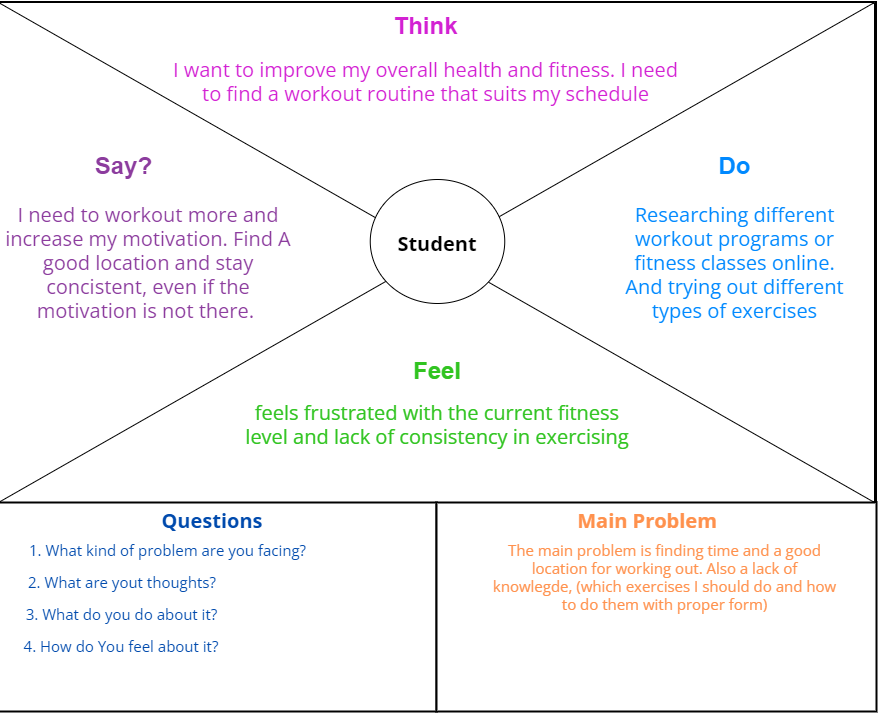 Think
I want to improve my overall health and fitness. I need
to find a workout routine that suits my schedule
Say?
I need to workout more and
increase my motivation. Find A
good location and stay
concistent, even if the
motivation is not there.
Student
Do
Researching different
workout programs or
fitness classes online.
And trying out different
types of exercises
Feel
feels frustrated with the current fitness
level and lack of consistency in exercising
Questions
1. What kind of problem are you facing?
2. What are yout thoughts?
3. What do you do about it?
4. How do You feel about it?
Main Problem
The main problem is finding time and a good
location for working out. Also a lack of
knowlegde, (which exercises I should do and how
to do them with proper form)